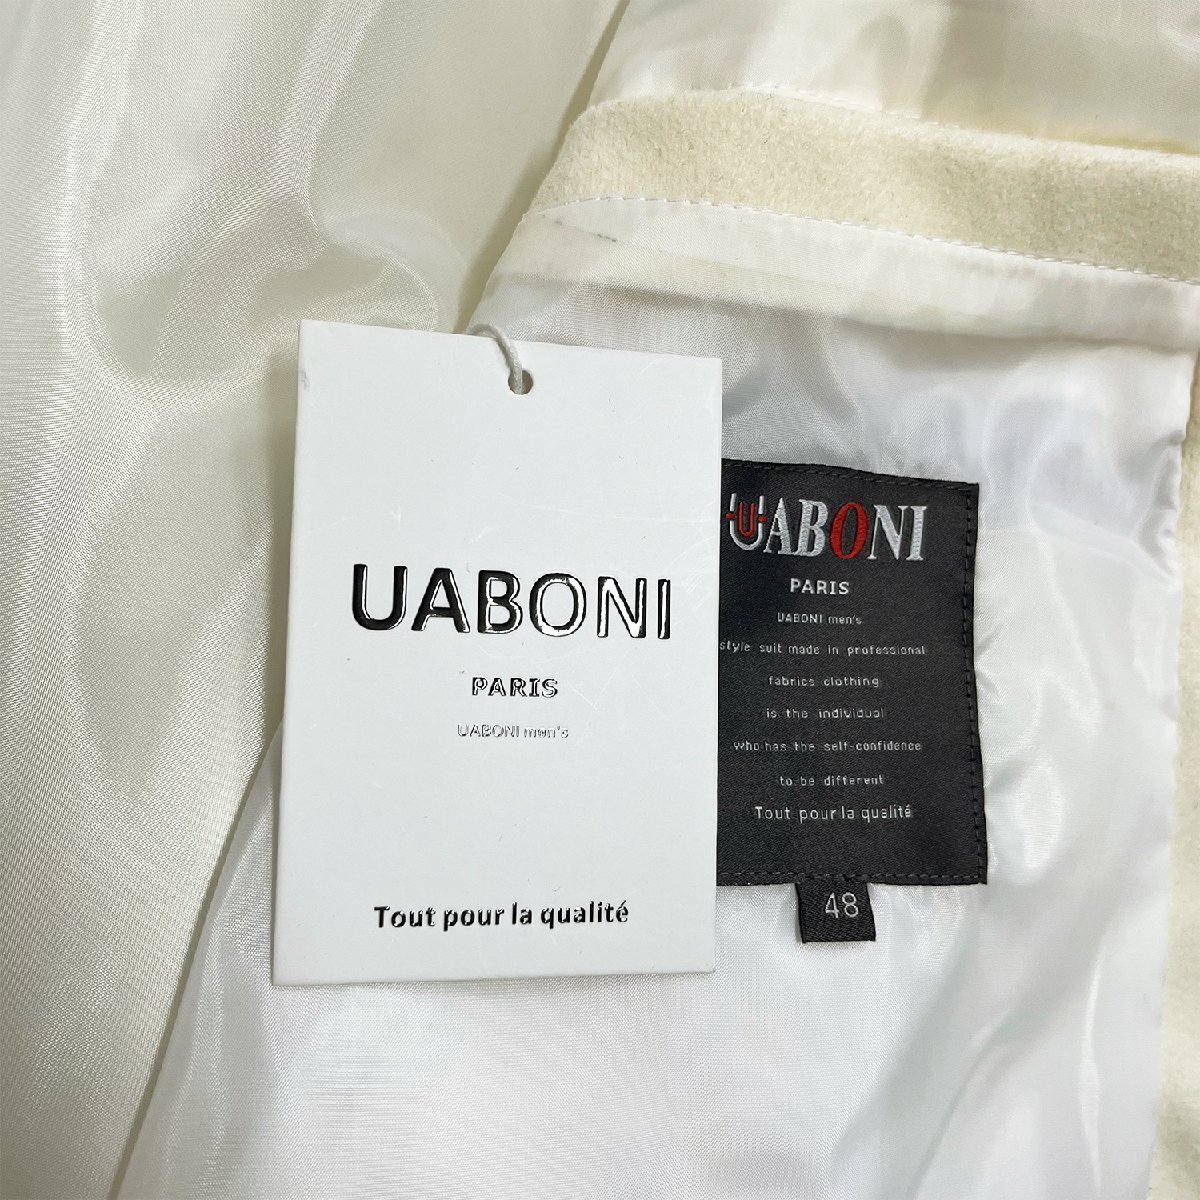 UABONI
PARIS
UABONI men's
Tout pour la qualité
UABONI
PARIS
UABONI men's
style suit made in professional
fabrics clothing
is the individual
who has the self-confidence
to be different
Tout pour la qualité
48